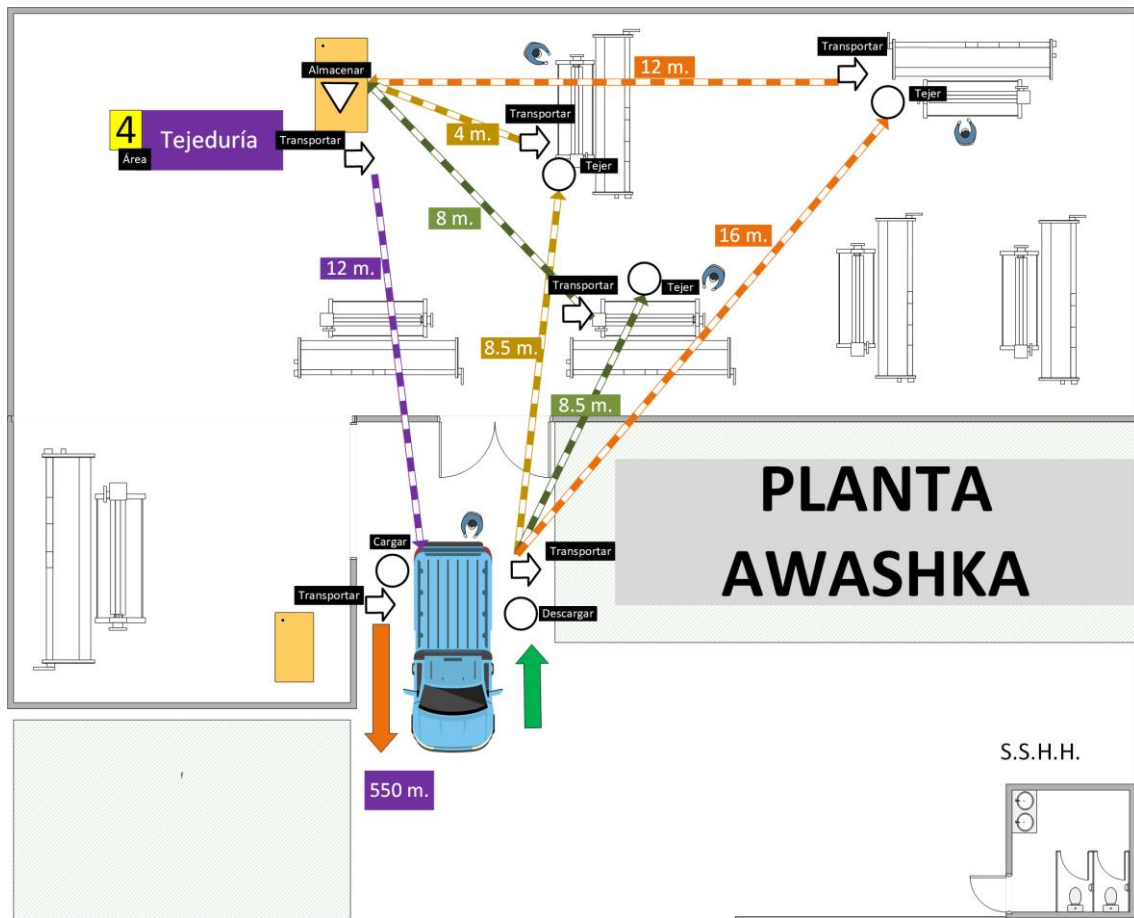 Transportar
12 m.
Almacenar
Transportar
Tejer
4
Área
Tejeduría
Transportar
4 m.
Tejer
8 m.
16 m.
12 m.
Transportar
Tejer
8.5 m.
8.5 m.
PLANTA
AWASHKA
Cargar
Transportar
Transportar
Descargar
550 m.
S.S.H.H.